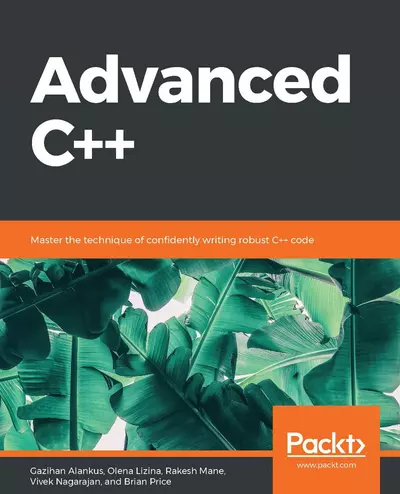 Advanced
C++
Master the technique of confidently writing robust C++ code
Packt>
www.packt.com
Gazihan Alankus, Olena Lizina, Rakesh Mane,
Vivek Nagarajan, and Brian Price